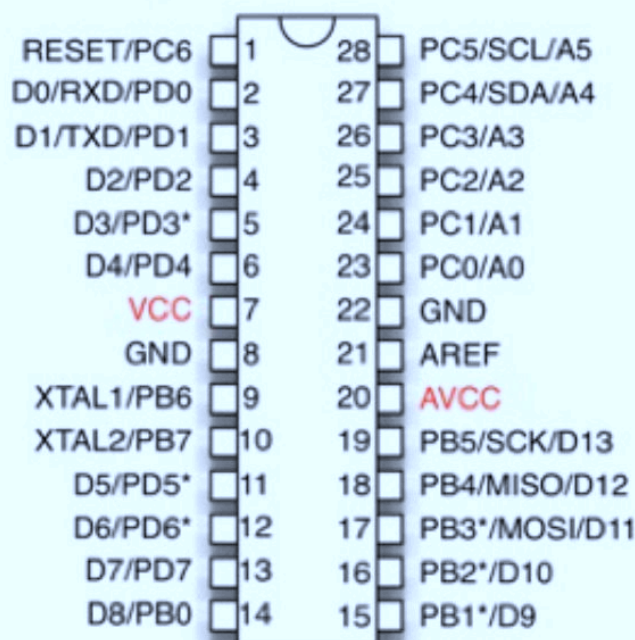 RESET/PC6 1 28 PC5/SCL/A5
D0/RXD/PD0 2 27 PC4/SDA/A4
D1/TXD/PD1 3 26 PC3/A3
D2/PD2 4 25 PC2/A2
D3/PD3* 5 24 PC1/A1
D4/PD4 6 23 PC0/A0
VCC 7 22 GND
GND 8 21 AREF
XTAL1/PB6 9 20 AVCC
XTAL2/PB7 10 19 PB5/SCK/D13
D5/PD5* 11 18 PB4/MISO/D12
D6/PD6* 12 17 PB3*/MOSI/D11
D7/PD7 13 16 PB2*/D10
D8/PB0 14 15 PB1*/D9